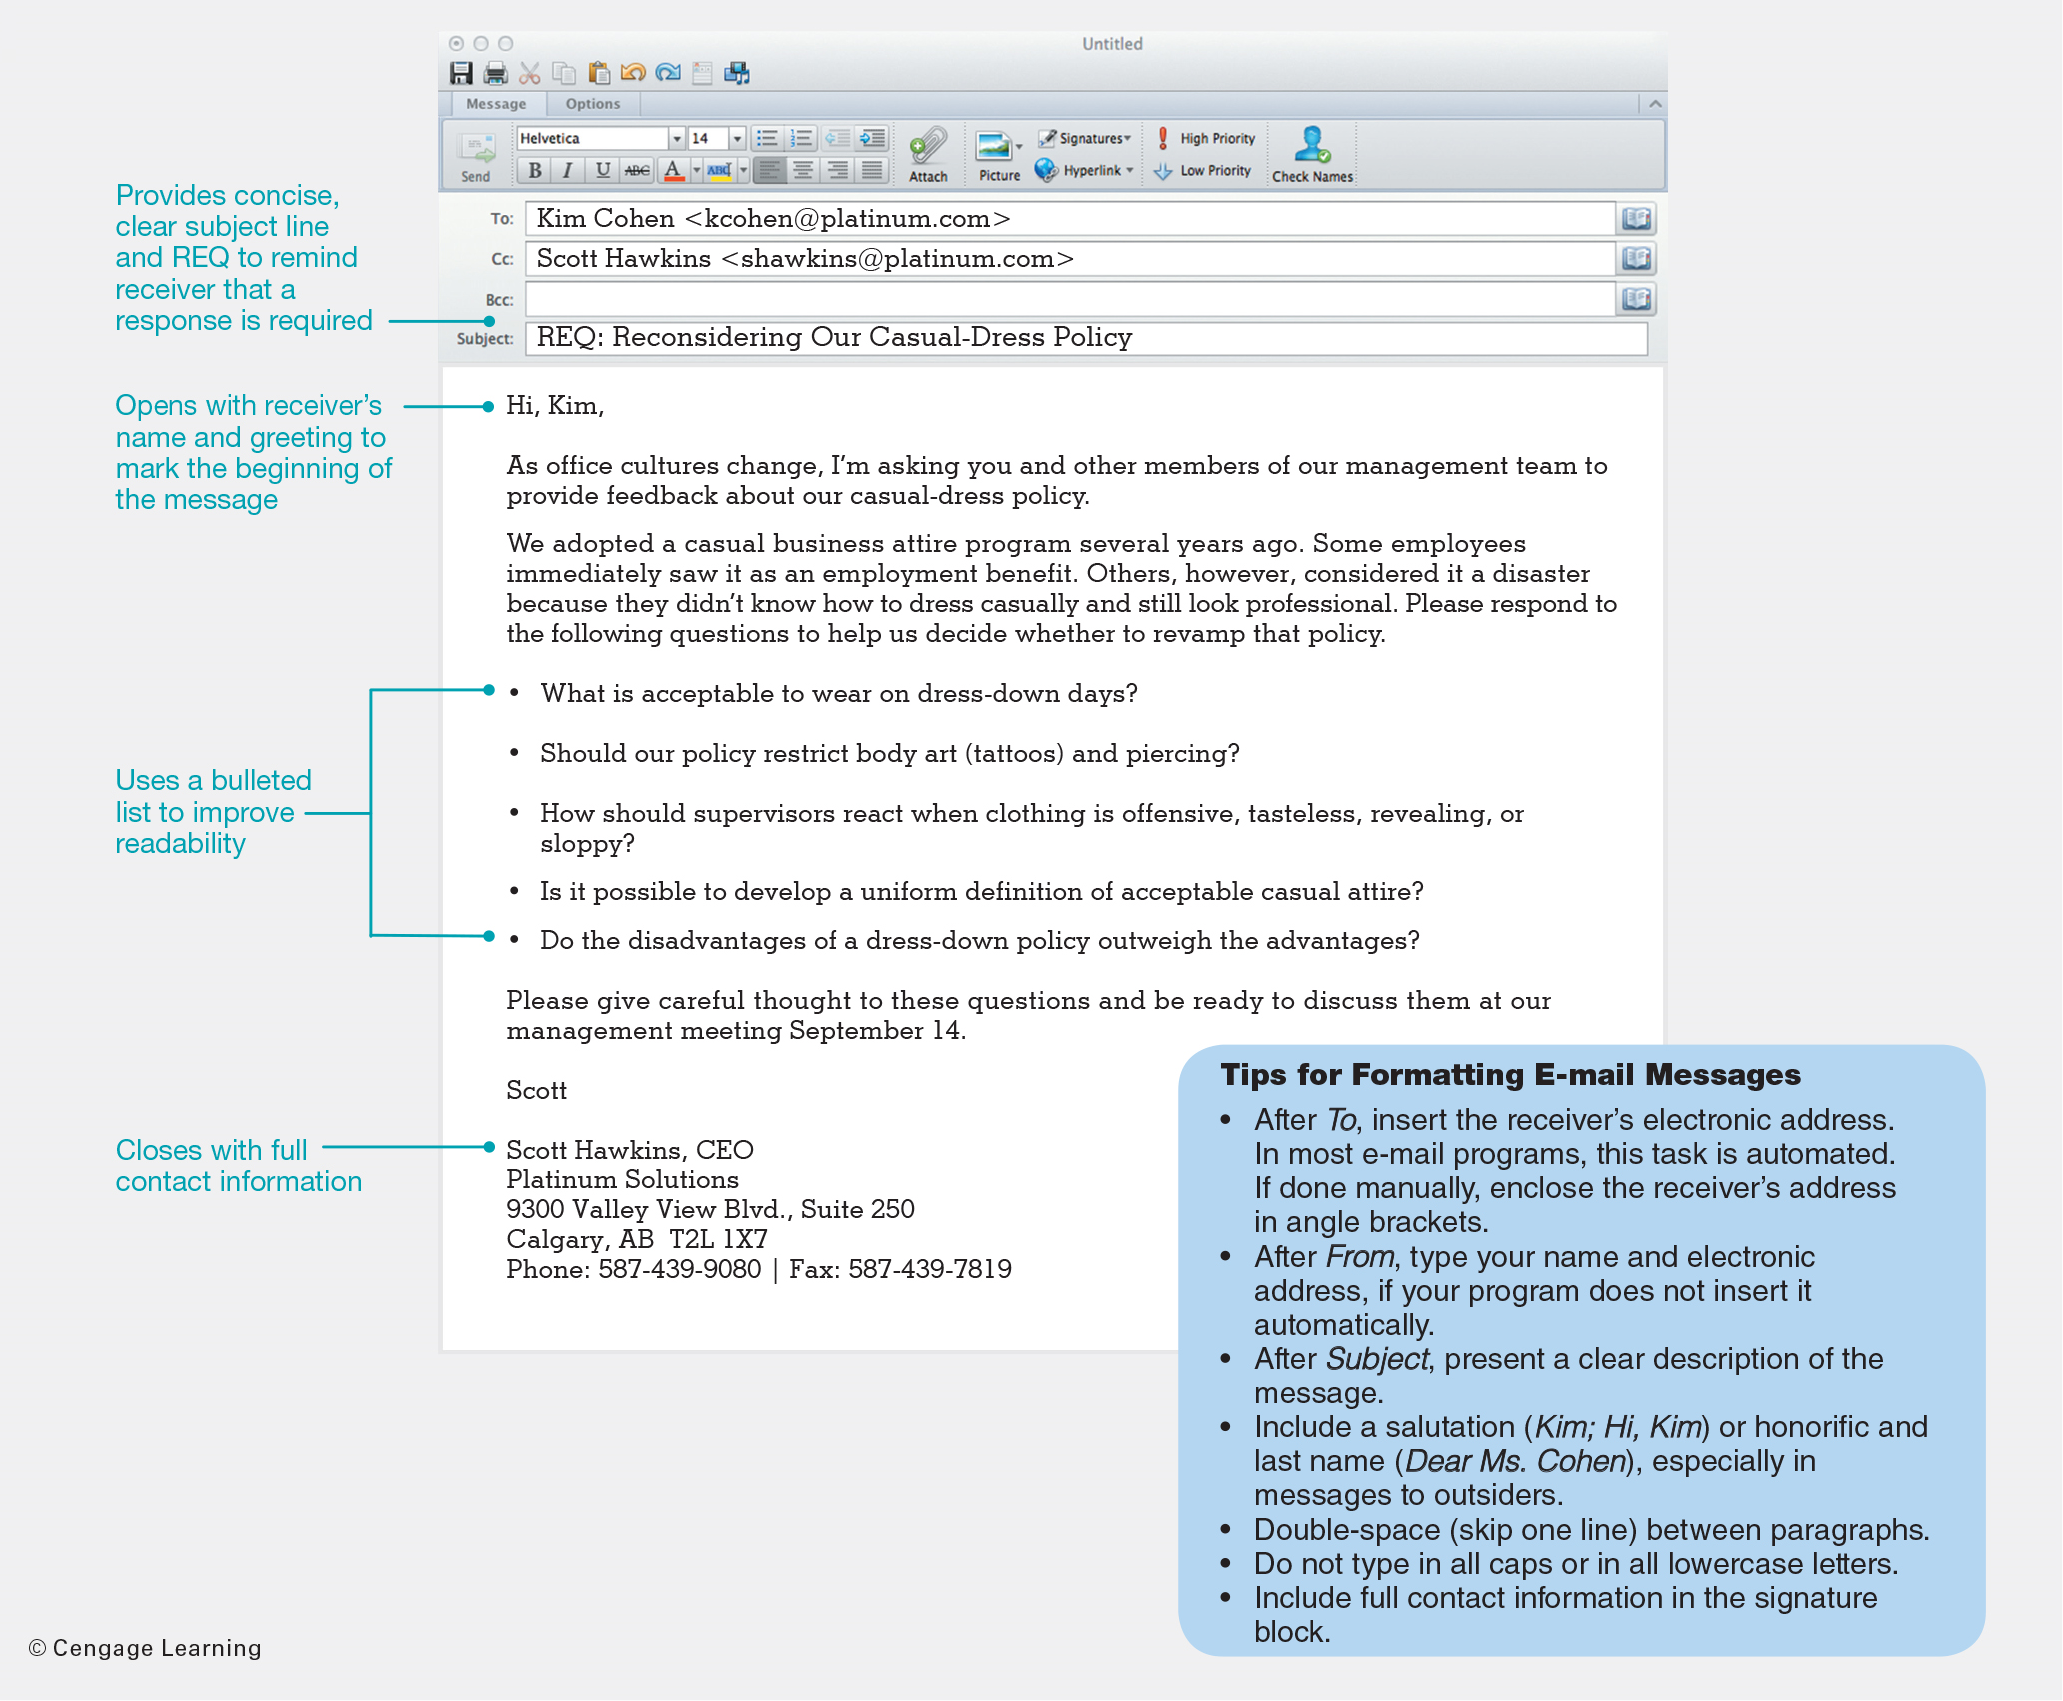 Untitled
Message Options
Helvetica 14
Signatures High Priority
B I U ABC A ABC
Hyperlink Low Priority
Send Attach Picture Check Names
To: Kim Cohen <kcohen@platinum.com>
Cc: Scott Hawkins <shawkins@platinum.com>
Bcc:
Subject: REQ: Reconsidering Our Casual-Dress Policy
Provides concise,
clear subject line
and REQ to remind
receiver that a
response is required
Opens with receiver’s
name and greeting to
mark the beginning of
the message
Hi, Kim,
As office cultures change, I’m asking you and other members of our management team to
provide feedback about our casual-dress policy.
We adopted a casual business attire program several years ago. Some employees
immediately saw it as an employment benefit. Others, however, considered it a disaster
because they didn’t know how to dress casually and still look professional. Please respond to
the following questions to help us decide whether to revamp that policy.
Uses a bulleted
list to improve
readability
• What is acceptable to wear on dress-down days?
• Should our policy restrict body art (tattoos) and piercing?
• How should supervisors react when clothing is offensive, tasteless, revealing, or
sloppy?
• Is it possible to develop a uniform definition of acceptable casual attire?
• Do the disadvantages of a dress-down policy outweigh the advantages?
Please give careful thought to these questions and be ready to discuss them at our
management meeting September 14.
Scott
Closes with full
contact information
Scott Hawkins, CEO
Platinum Solutions
9300 Valley View Blvd., Suite 250
Calgary, AB  T2L 1X7
Phone: 587-439-9080 | Fax: 587-439-7819
Tips for Formatting E-mail Messages
• After To, insert the receiver’s electronic address.
In most e-mail programs, this task is automated.
If done manually, enclose the receiver’s address
in angle brackets.
• After From, type your name and electronic
address, if your program does not insert it
automatically.
• After Subject, present a clear description of the
message.
• Include a salutation (Kim; Hi, Kim) or honorific and
last name (Dear Ms. Cohen), especially in
messages to outsiders.
• Double-space (skip one line) between paragraphs.
• Do not type in all caps or in all lowercase letters.
• Include full contact information in the signature
block.
© Cengage Learning